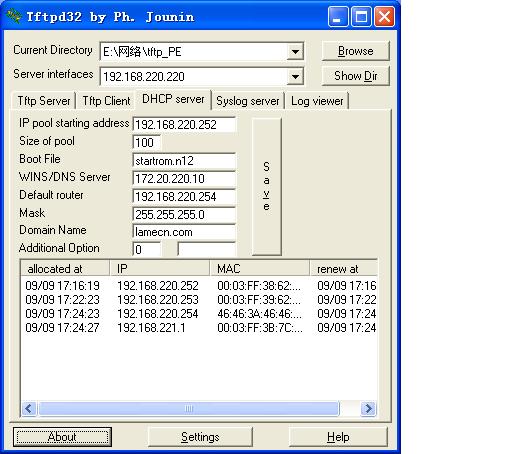 Tftpd32 by Ph. Jounin
Current Directory E:\网络\tftp_PE Browse
Server interfaces 192.168.220.220 Show Dir
Tftp Server Tftp Client DHCP server Syslog server Log viewer
IP pool starting address 192.168.220.252
Size of pool 100
Boot File startrom.n12
WINS/DNS Server 172.20.220.10
Default router 192.168.220.254
Mask 255.255.255.0
Domain Name lamecn.com
Additional Option 0
Save
allocated at IP MAC renew at
09/09 17:16:19 192.168.220.252 00:03:FF:38:62:... 09/09 17:16
09/09 17:22:23 192.168.220.253 00:03:FF:39:62:... 09/09 17:22
09/09 17:24:23 192.168.220.254 46:46:3A:46:46:... 09/09 17:24
09/09 17:24:27 192.168.221.1 00:03:FF:3B:7C:... 09/09 17:24
About Settings Help